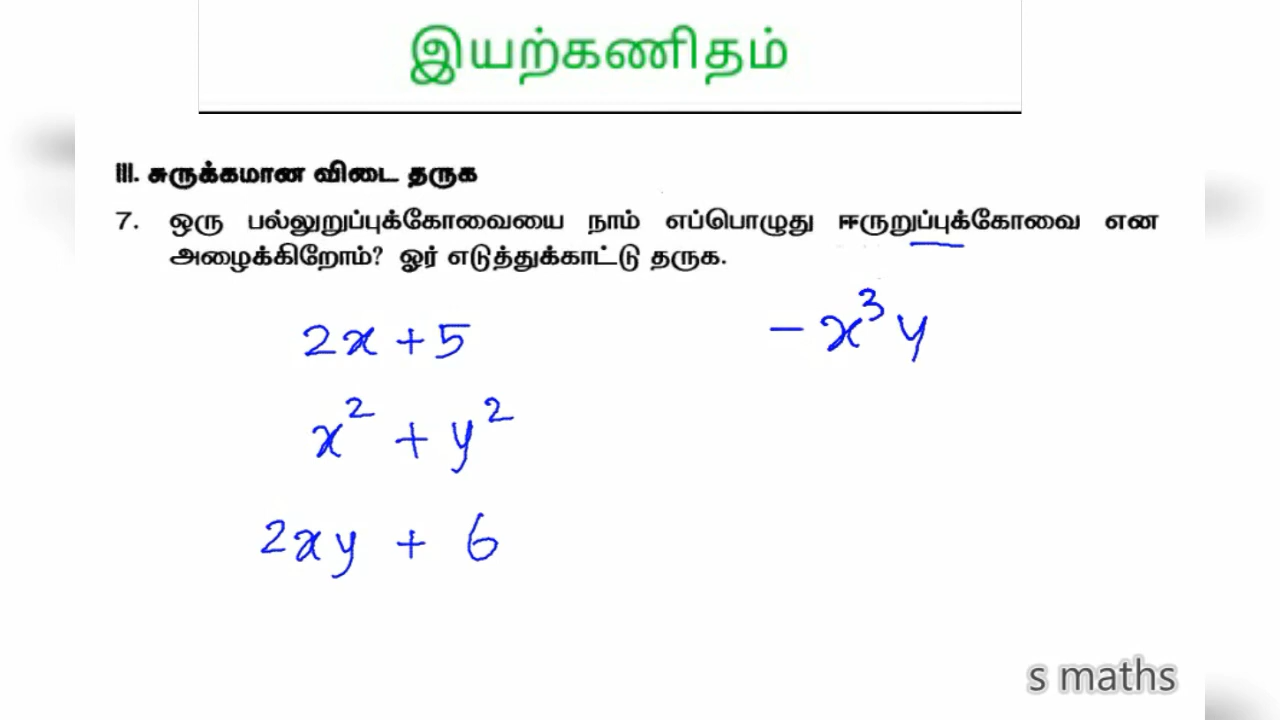 இயற்கணிதம்
III. சுருக்கமான விடை தருக
7. ஒரு பல்லுறுப்புக்கோவையை நாம் எப்பொழுது ஈருறுப்புக்கோவை என
அழைக்கிறோம்? ஓர் எடுத்துக்காட்டு தருக.
2x + 5
- x³y
x² + y²
2xy + 6
s maths